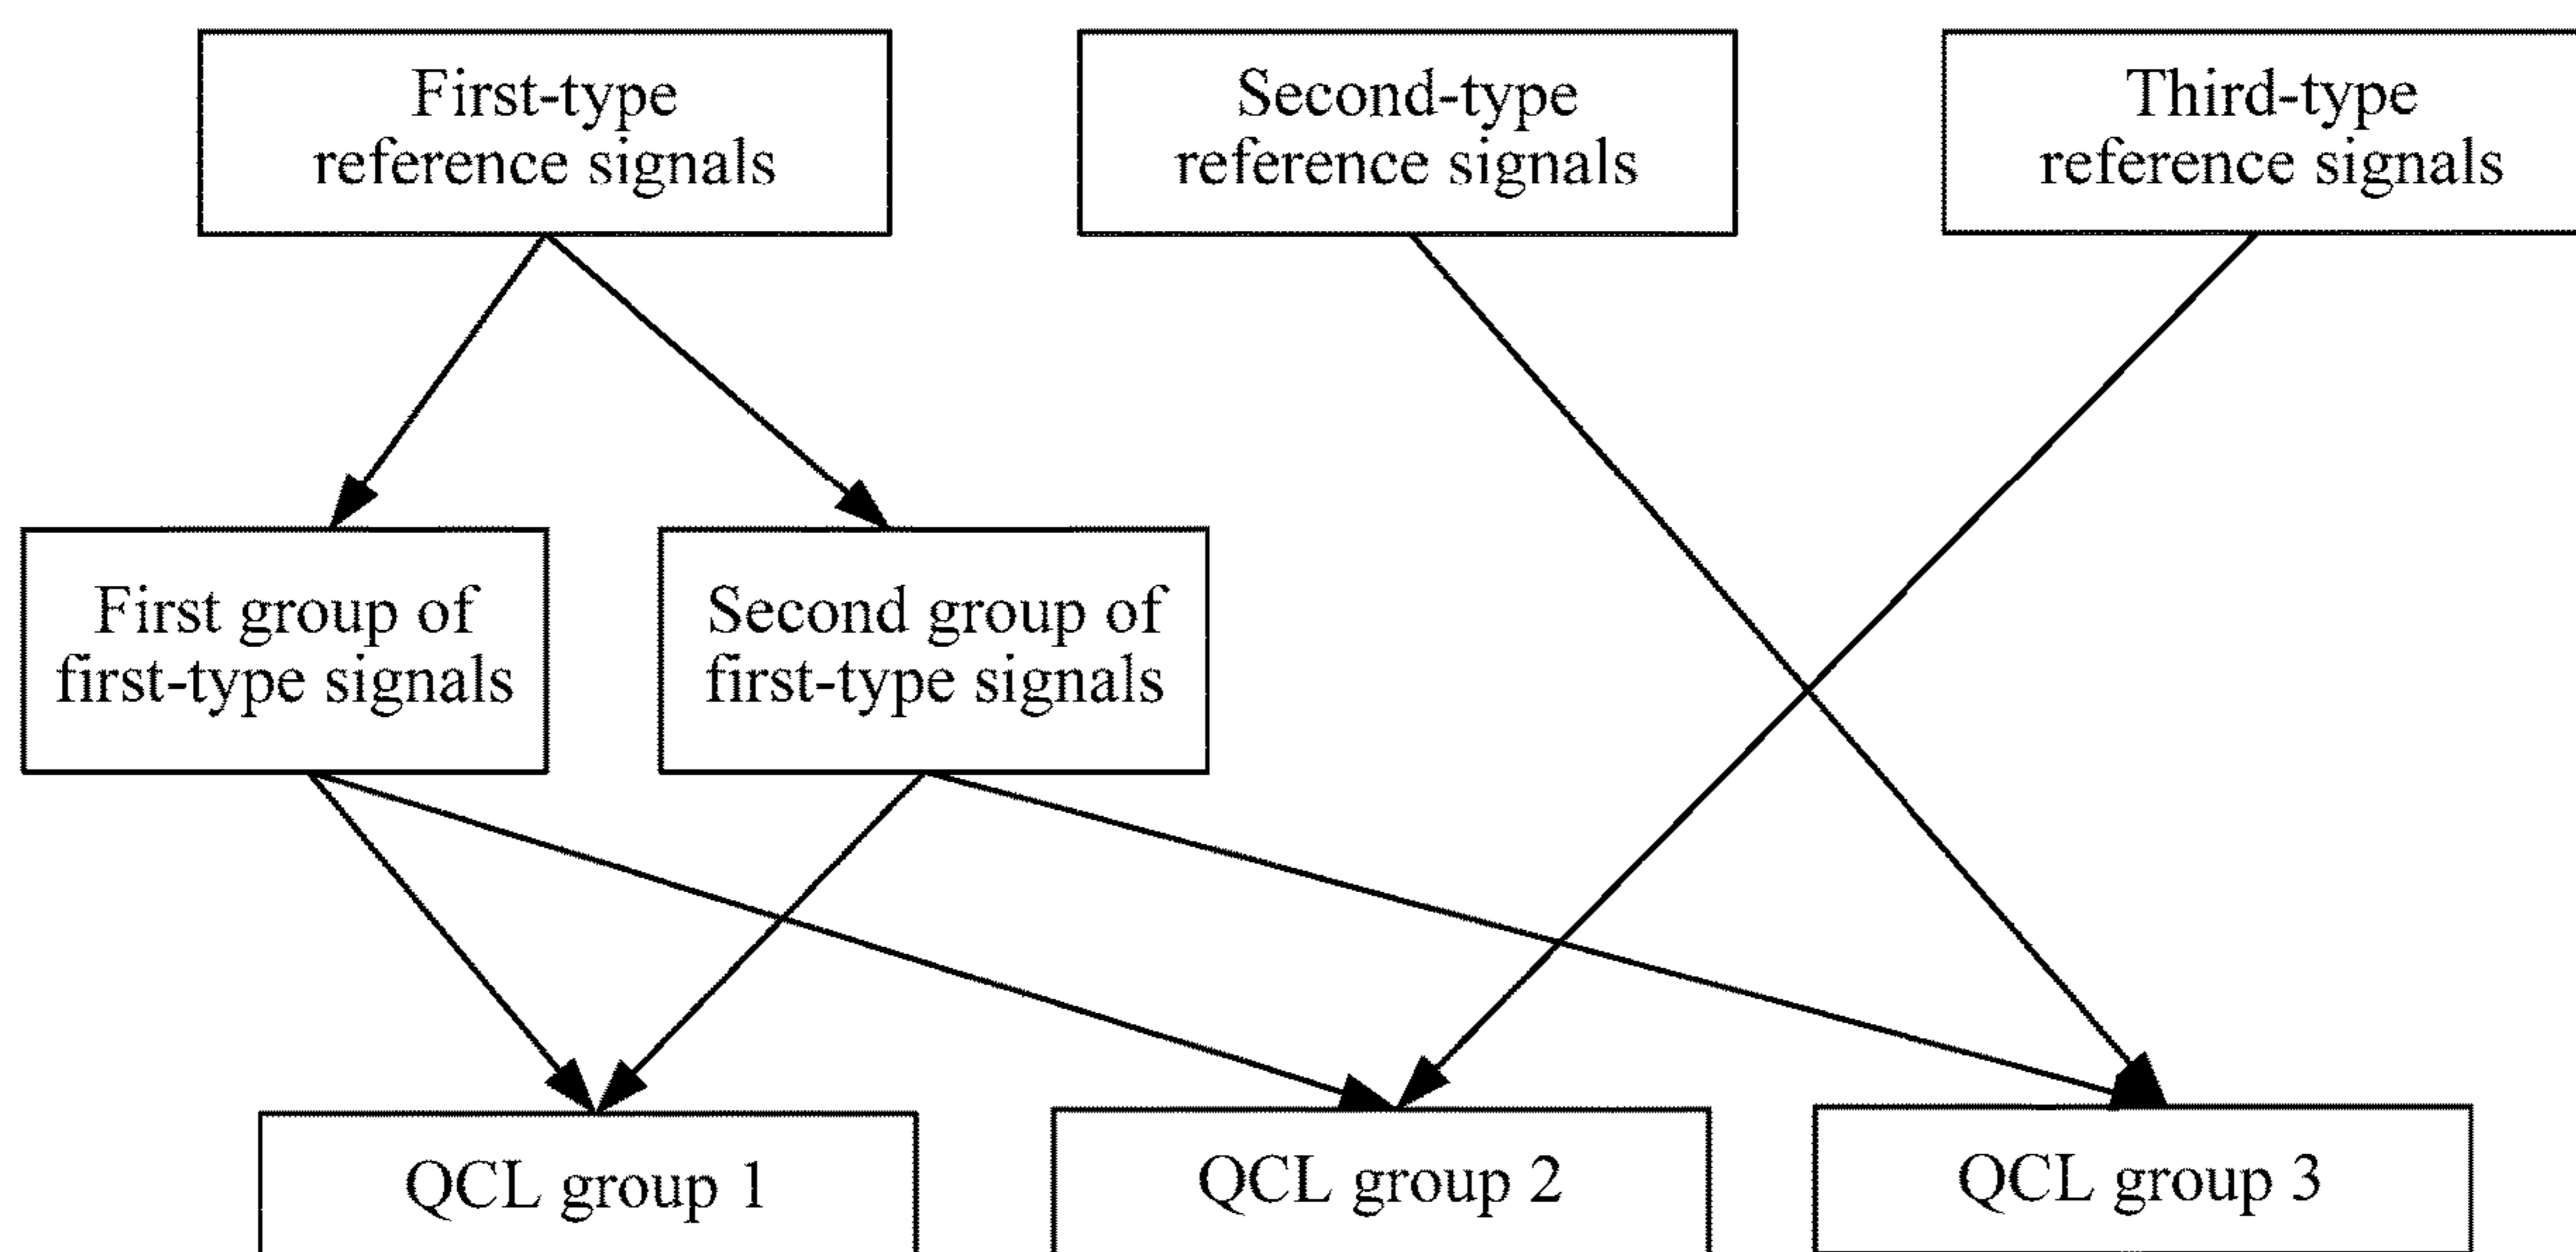 First-type
reference signals
Second-type
reference signals
Third-type
reference signals
First group of
first-type signals
Second group of
first-type signals
QCL group 1
QCL group 2
QCL group 3